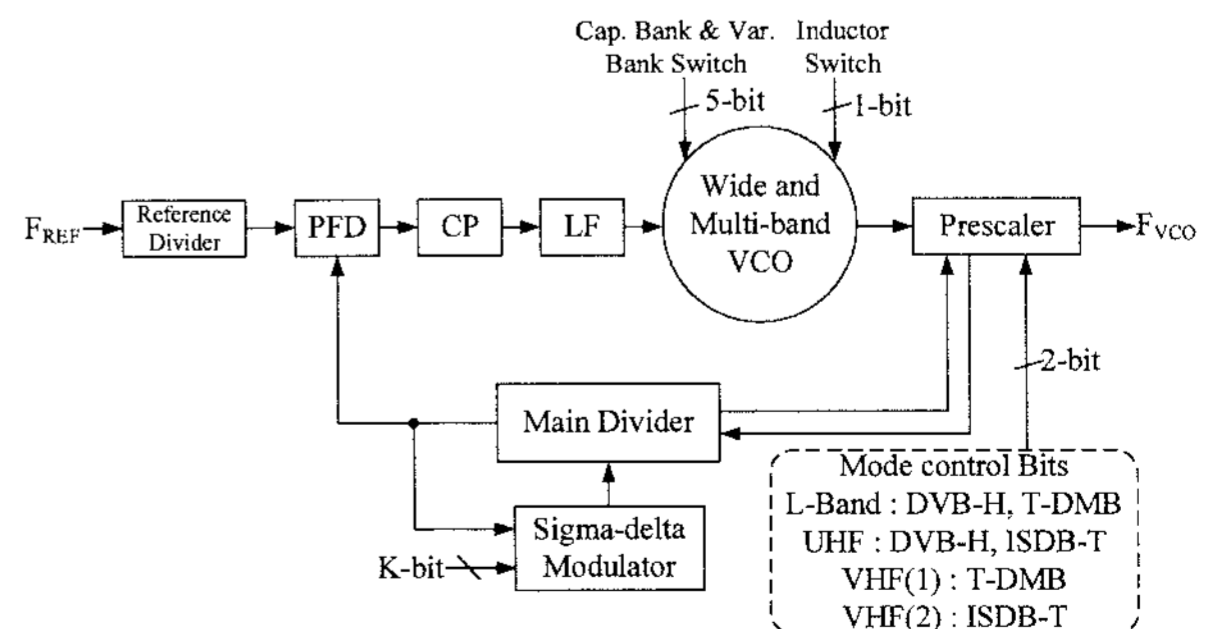 Cap. Bank & Var.
Bank Switch
Inductor
Switch
5-bit
1-bit
F_REF
Reference
Divider
PFD
CP
LF
Wide and
Multi-band
VCO
Prescaler
F_VCO
2-bit
Main Divider
Sigma-delta
Modulator
K-bit
Mode control Bits
L-Band : DVB-H, T-DMB
UHF : DVB-H, ISDB-T
VHF(1) : T-DMB
VHF(2) : ISDB-T